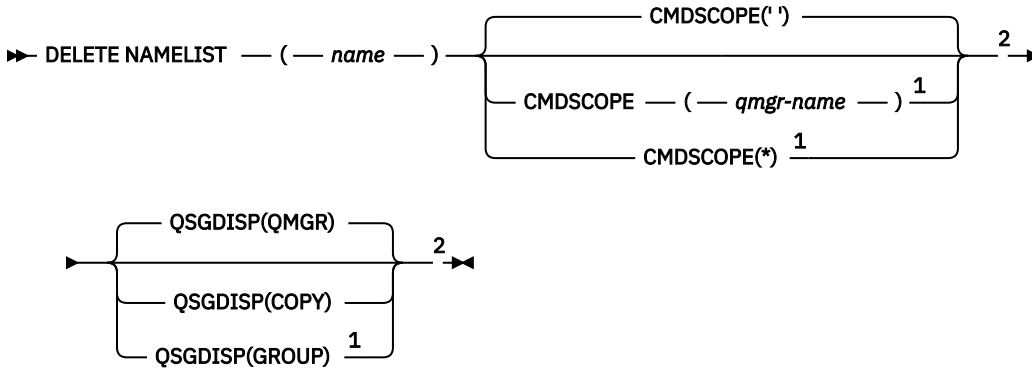 CMDSCOPE(' ')
DELETE NAMELIST ( name ) 2
CMDSCOPE ( qmgr-name ) 1
CMDSCOPE(*) 1
QSGDISP(QMGR)
2
QSGDISP(COPY)
QSGDISP(GROUP) 1